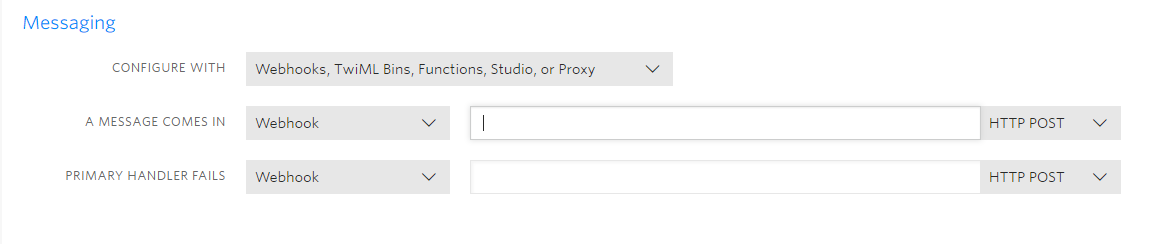 Messaging
CONFIGURE WITH Webhooks, TwiML Bins, Functions, Studio, or Proxy
A MESSAGE COMES IN Webhook HTTP POST
PRIMARY HANDLER FAILS Webhook HTTP POST